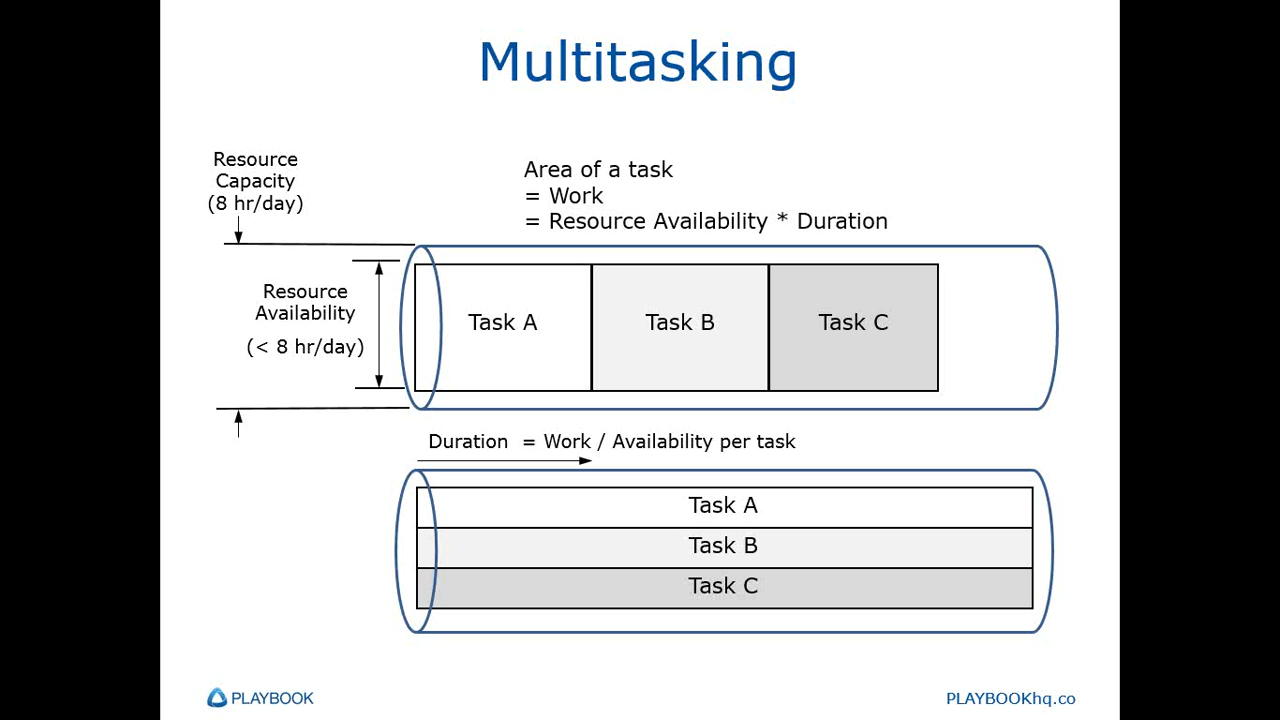 Multitasking
Resource
Capacity
(8 hr/day)
Area of a task
= Work
= Resource Availability * Duration
Resource
Availability
(< 8 hr/day)
Task A
Task B
Task C
Duration = Work / Availability per task
Task A
Task B
Task C
PLAYBOOK
PLAYBOOKhq.co